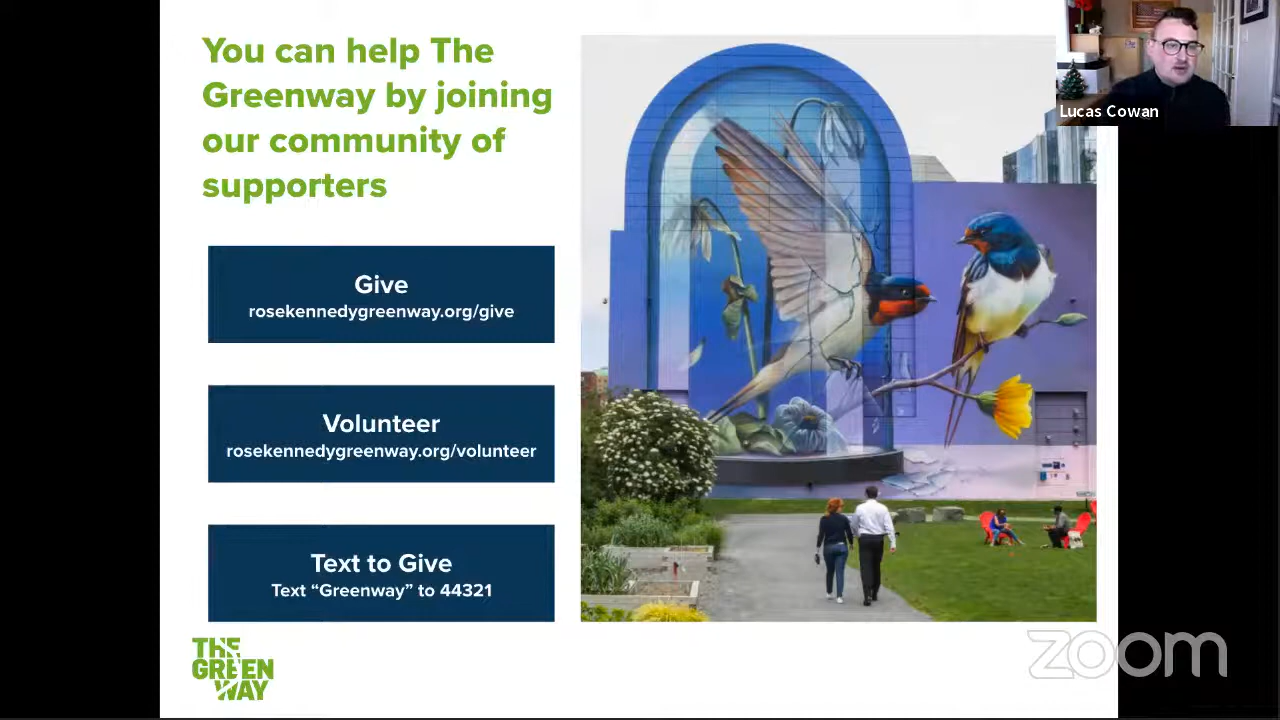 You can help The
Greenway by joining
our community of
supporters
Give
rosekennedygreenway.org/give
Volunteer
rosekennedygreenway.org/volunteer
Text to Give
Text “Greenway” to 44321
THE
GREEN
WAY
Lucas Cowan
zoom